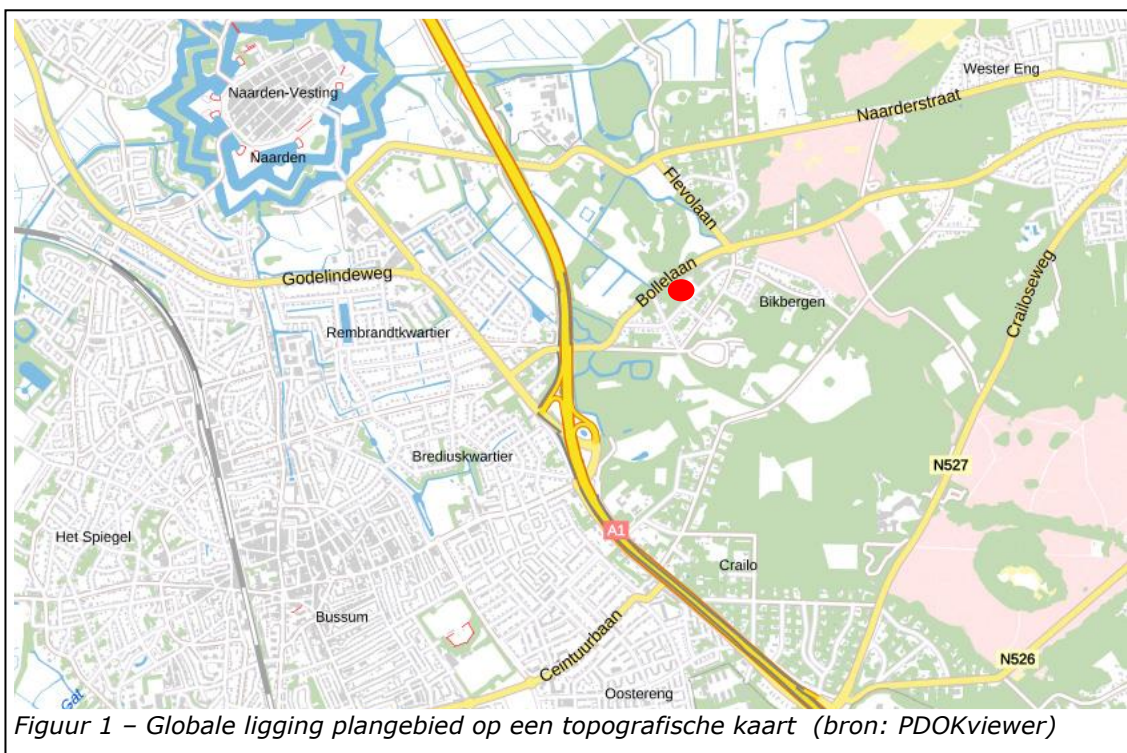 Naarden-Vesting
Naarden
Wester Eng
Naarderstraat
Flevolaan
Crailoseweg
Godelindeweg
Bollelaan
Bikbergen
Rembrandtkwartier
Brediuskwartier
N527
Het Spiegel
A1
Crailo
Bussum
Ceintuurbaan
N526
Gat
Oostereng
Figuur 1 – Globale ligging plangebied op een topografische kaart (bron: PDOKviewer)